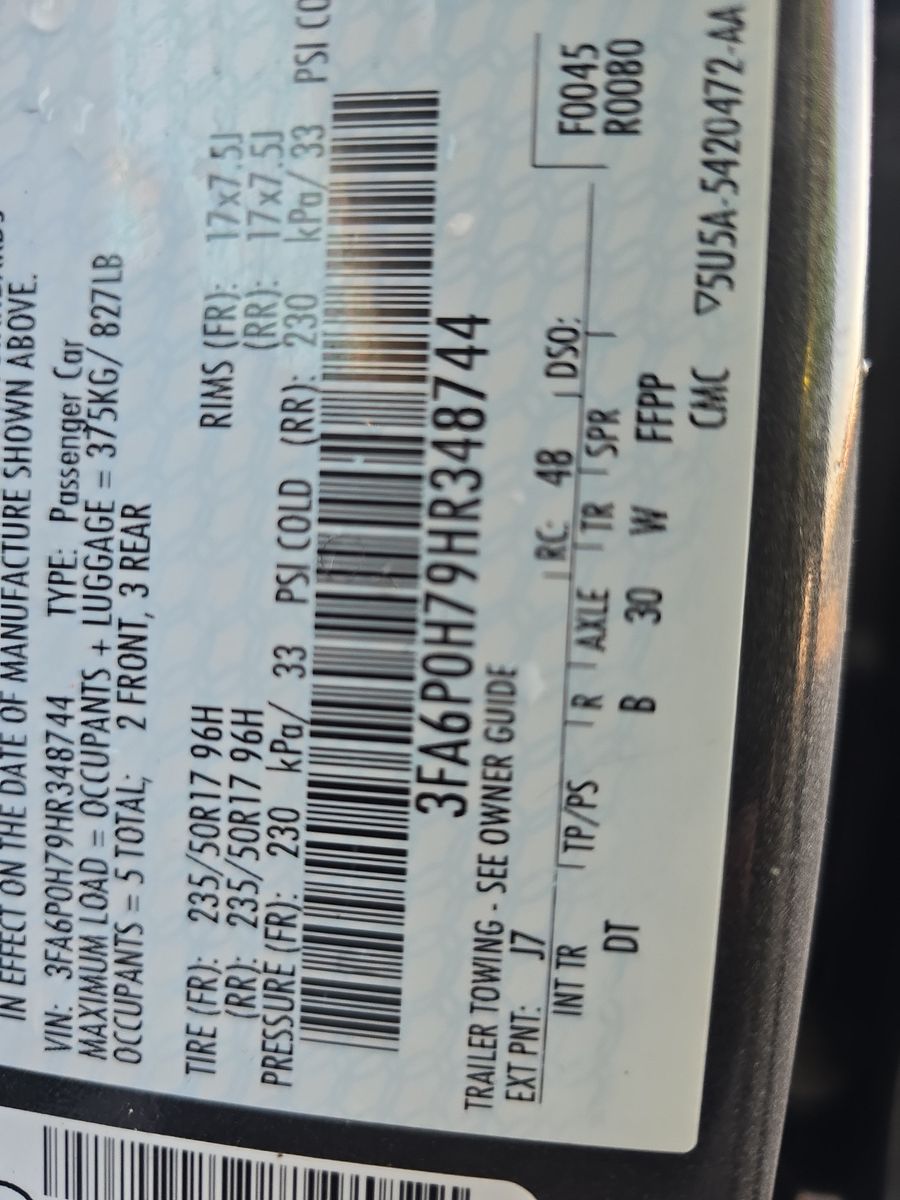 IN EFFECT ON THE DATE OF MANUFACTURE SHOWN ABOVE.
VIN: 3FA6P0H79HR348744 TYPE: Passenger Car
MAXIMUM LOAD = OCCUPANTS + LUGGAGE = 375KG/ 827LB
OCCUPANTS = 5 TOTAL; 2 FRONT, 3 REAR
TIRE (FR): 235/50R17 96H RIMS (FR): 17x7.5J
(RR): 235/50R17 96H (RR): 17x7.5J
PRESSURE (FR): 230 kPa/ 33 PSI COLD (RR): 230 kPa/ 33 PSI CO
3FA6P0H79HR348744
TRAILER TOWING - SEE OWNER GUIDE
EXT PNT: J7 RC: 4B DSO: F0045
INT TR TP/PS R AXLE TR SPR R0080
DT B 30 W FFPP
CMC ▽5U5A-5420472-AA